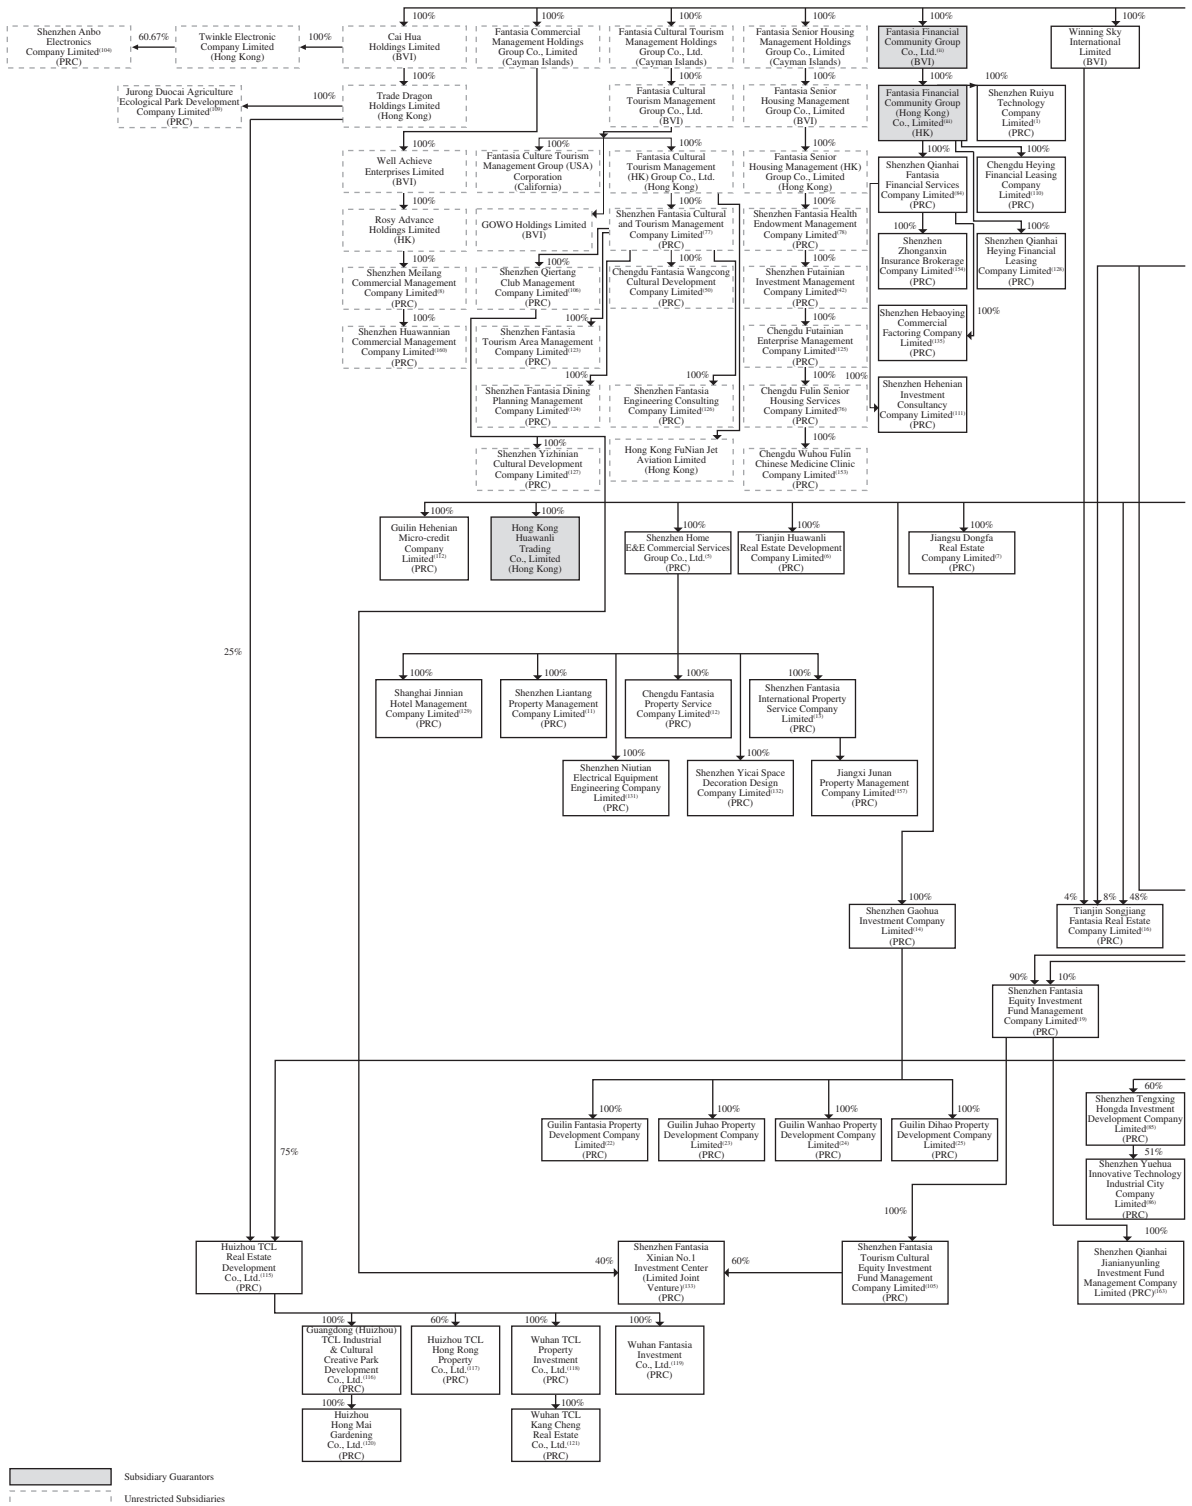 100%
100%
100%
100%
100%
100%
Shenzhen Anbo
Electronics
Company Limited(104)
(PRC)
60.67%
Twinkle Electronic
Company Limited
(Hong Kong)
100%
Cai Hua
Holdings Limited
(BVI)
Fantasia Commercial
Management Holdings
Group Co., Limited
(Cayman Islands)
Fantasia Cultural Tourism
Management Holdings
Group Co., Limited
(Cayman Islands)
Fantasia Senior Housing
Management Holdings
Group Co., Limited
(Cayman Islands)
Fantasia Financial
Community Group
Co., Ltd.
(BVI)
Winning Sky
International
Limited
(BVI)
100%
100%
100%
100%
100%
Jurong Duocai Agriculture
Ecological Park Development
Company Limited(109)
(PRC)
100%
Trade Dragon
Holdings Limited
(Hong Kong)
Fantasia Cultural
Tourism Management
Group Co., Ltd.
(BVI)
Fantasia Senior
Housing Management
Group Co., Limited
(BVI)
Fantasia Financial
Community Group
(Hong Kong)
Co., Limited(44)
(HK)
Shenzhen Ruiyu
Technology
Company
Limited(1)
(PRC)
100%
100%
100%
100%
100%
100%
Well Achieve
Enterprises Limited
(BVI)
Fantasia Culture Tourism
Management Group (USA)
Corporation
(California)
Fantasia Cultural
Tourism Management
(HK) Group Co., Ltd.
(Hong Kong)
Fantasia Senior
Housing Management (HK)
Group Co., Limited
(Hong Kong)
Shenzhen Qianhai
Fantasia
Financial Services
Company Limited(84)
(PRC)
Chengdu Heying
Financial Leasing
Company
Limited(110)
(PRC)
100%
100%
100%
100%
100%
100%
Rosy Advance
Holdings Limited
(HK)
GOWO Holdings Limited
(BVI)
Shenzhen Fantasia Cultural
and Tourism Management
Company Limited(77)
(PRC)
Shenzhen Fantasia Health
Endowment Management
Company Limited(78)
(PRC)
Shenzhen
Zhonganxin
Insurance Brokerage
Company Limited(154)
(PRC)
Shenzhen Qianhai
Heying Financial
Leasing
Company Limited(128)
(PRC)
100%
100%
100%
100%
100%
Shenzhen Meilang
Commercial Management
Company Limited(8)
(PRC)
Shenzhen Qiertang
Club Management
Company Limited(106)
(PRC)
Chengdu Fantasia Wangcong
Cultural Development
Company Limited(50)
(PRC)
Shenzhen Futainian
Investment Management
Company Limited(42)
(PRC)
Shenzhen Hebaoying
Commercial
Factoring Company
Limited(135)
(PRC)
100%
100%
100%
100%
Shenzhen Huawannian
Commercial Management
Company Limited(160)
(PRC)
Shenzhen Fantasia
Tourism Area Management
Company Limited(123)
(PRC)
Chengdu Futainian
Enterprise Management
Company Limited(125)
(PRC)
100%
100%
100%
100%
Shenzhen Fantasia Dining
Planning Management
Company Limited(124)
(PRC)
Shenzhen Fantasia
Engineering Consulting
Company Limited(126)
(PRC)
Chengdu Fulin Senior
Housing Services
Company Limited(76)
(PRC)
Shenzhen Hehenian
Investment
Consultancy
Company Limited(111)
(PRC)
100%
100%
100%
Shenzhen Yizhinian
Cultural Development
Company Limited(127)
(PRC)
Hong Kong FuNian Jet
Aviation Limited
(Hong Kong)
Chengdu Wuhou Fulin
Chinese Medicine Clinic
Company Limited(153)
(PRC)
100%
100%
100%
100%
100%
Guilin Hehenian
Micro-credit
Company
Limited(112)
(PRC)
Hong Kong
Huawanli
Trading
Co., Limited
(Hong Kong)
Shenzhen Home
E&E Commercial Services
Group Co., Ltd.(5)
(PRC)
Tianjin Huawanli
Real Estate Development
Company Limited(6)
(PRC)
Jiangsu Dongfa
Real Estate
Company Limited(7)
(PRC)
25%
100%
100%
100%
100%
Shanghai Jinnian
Hotel Management
Company Limited(129)
(PRC)
Shenzhen Liantang
Property Management
Company Limited(11)
(PRC)
Chengdu Fantasia
Property Service
Company Limited(12)
(PRC)
Shenzhen Fantasia
International Property
Service Company
Limited(13)
(PRC)
100%
100%
Shenzhen Niutian
Electrical Equipment
Engineering Company
Limited(131)
(PRC)
Shenzhen Yicai Space
Decoration Design
Company Limited(132)
(PRC)
Jiangxi Junan
Property Management
Company Limited(157)
(PRC)
100%
4%
8%
48%
Shenzhen Gaohua
Investment Company
Limited(14)
(PRC)
Tianjin Songjiang
Fantasia Real Estate
Company Limited(16)
(PRC)
90%
10%
Shenzhen Fantasia
Equity Investment
Fund Management
Company Limited(19)
(PRC)
60%
100%
100%
100%
100%
Guilin Fantasia Property
Development Company
Limited(22)
(PRC)
Guilin Juhao Property
Development Company
Limited(23)
(PRC)
Guilin Wanhao Property
Development Company
Limited(24)
(PRC)
Guilin Dihao Property
Development Company
Limited(25)
(PRC)
Shenzhen Tengxing
Hongda Investment
Development Company
Limited(85)
(PRC)
75%
51%
Shenzhen Yuehua
Innovative Technology
Industrial City
Company
Limited(86)
(PRC)
100%
100%
Huizhou TCL
Real Estate
Development
Co., Ltd.(115)
(PRC)
40%
Shenzhen Fantasia
Xinian No.1
Investment Center
(Limited Joint
Venture)(133)
(PRC)
60%
Shenzhen Fantasia
Tourism Cultural
Equity Investment
Fund Management
Company Limited(105)
(PRC)
Shenzhen Qianhai
Jianianyunling
Investment Fund
Management Company
Limited (PRC)(163)
100%
60%
100%
100%
Guangdong (Huizhou)
TCL Industrial
& Cultural
Creative Park
Development
Co., Ltd.(116)
(PRC)
Huizhou TCL
Hong Rong
Property
Co., Ltd.(117)
(PRC)
Wuhan TCL
Property
Investment
Co., Ltd.(118)
(PRC)
Wuhan Fantasia
Investment
Co., Ltd.(119)
(PRC)
100%
100%
Huizhou
Hong Mai
Gardening
Co., Ltd.(120)
(PRC)
Wuhan TCL
Kang Cheng
Real Estate
Co., Ltd.(121)
(PRC)
Subsidiary Guarantors
Unrestricted Subsidiaries